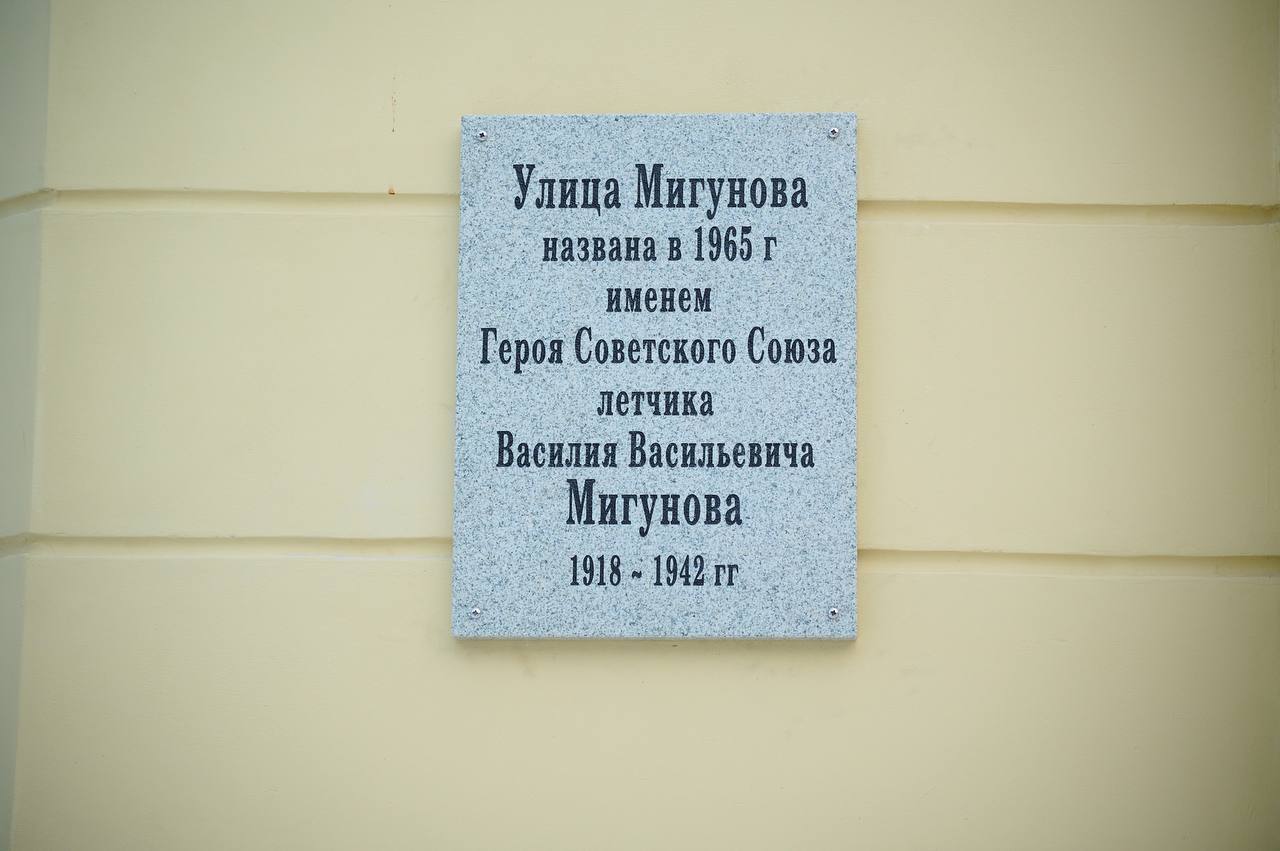 Улица Мигунова
названа в 1965 г
именем
Героя Советского Союза
летчика
Василия Васильевича
Мигунова
1918 ~ 1942 гг